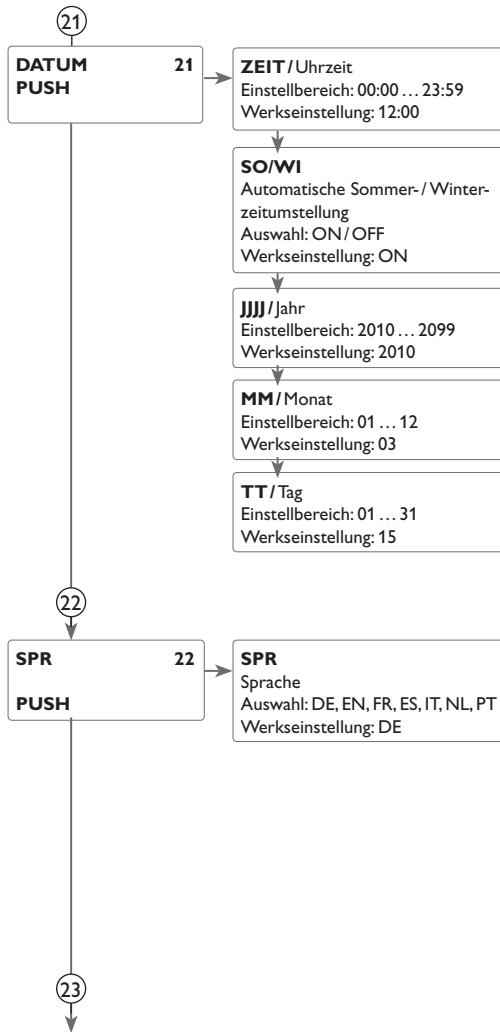 21
DATUM 21
PUSH
ZEIT / Uhrzeit
Einstellbereich: 00:00 … 23:59
Werkseinstellung: 12:00
SO/WI
Automatische Sommer- / Winter-
zeitumstellung
Auswahl: ON / OFF
Werkseinstellung: ON
JJJJ / Jahr
Einstellbereich: 2010 … 2099
Werkseinstellung: 2010
MM / Monat
Einstellbereich: 01 … 12
Werkseinstellung: 03
TT / Tag
Einstellbereich: 01 … 31
Werkseinstellung: 15
22
SPR 22
PUSH
SPR
Sprache
Auswahl: DE, EN, FR, ES, IT, NL, PT
Werkseinstellung: DE
23